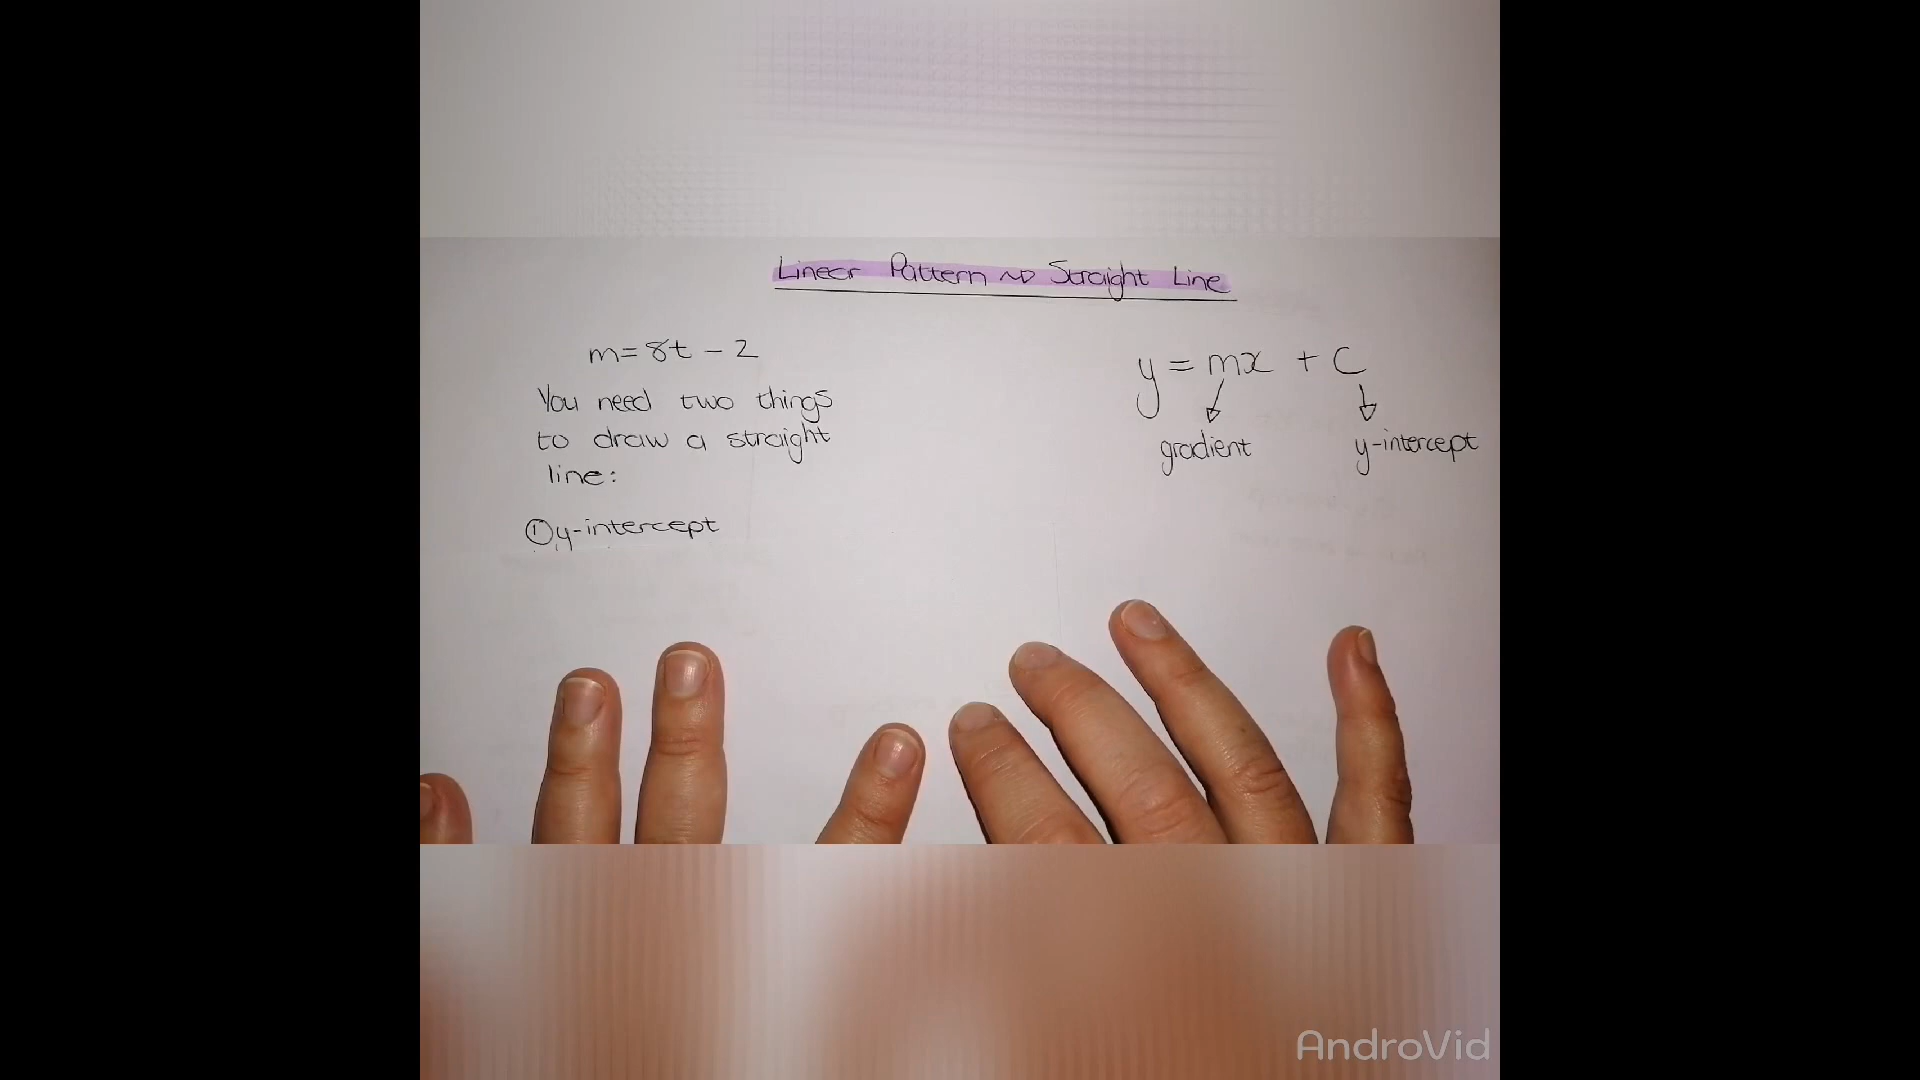 Linear Pattern ~> Straight Line
m = 8t - 2
You need two things
to draw a straight
line:
① y-intercept
y = mx + C
gradient
y-intercept
AndroVid